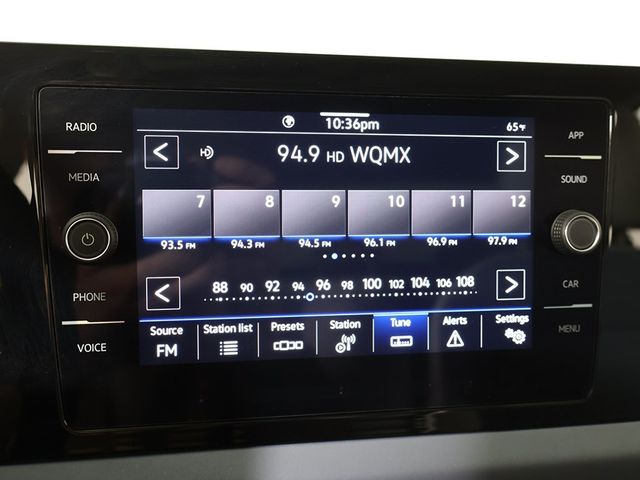 RADIO
MEDIA
PHONE
VOICE
10:36pm
65°F
< HD 94.9 HD WQMX >
7 8 9 10 11 12
93.5 FM 94.3 FM 94.5 FM 96.1 FM 96.9 FM 97.9 FM
< 88 90 92 94 96 98 100 102 104 106 108 >
Source Station list Presets Station Tune Alerts Settings
FM
APP
SOUND
CAR
MENU